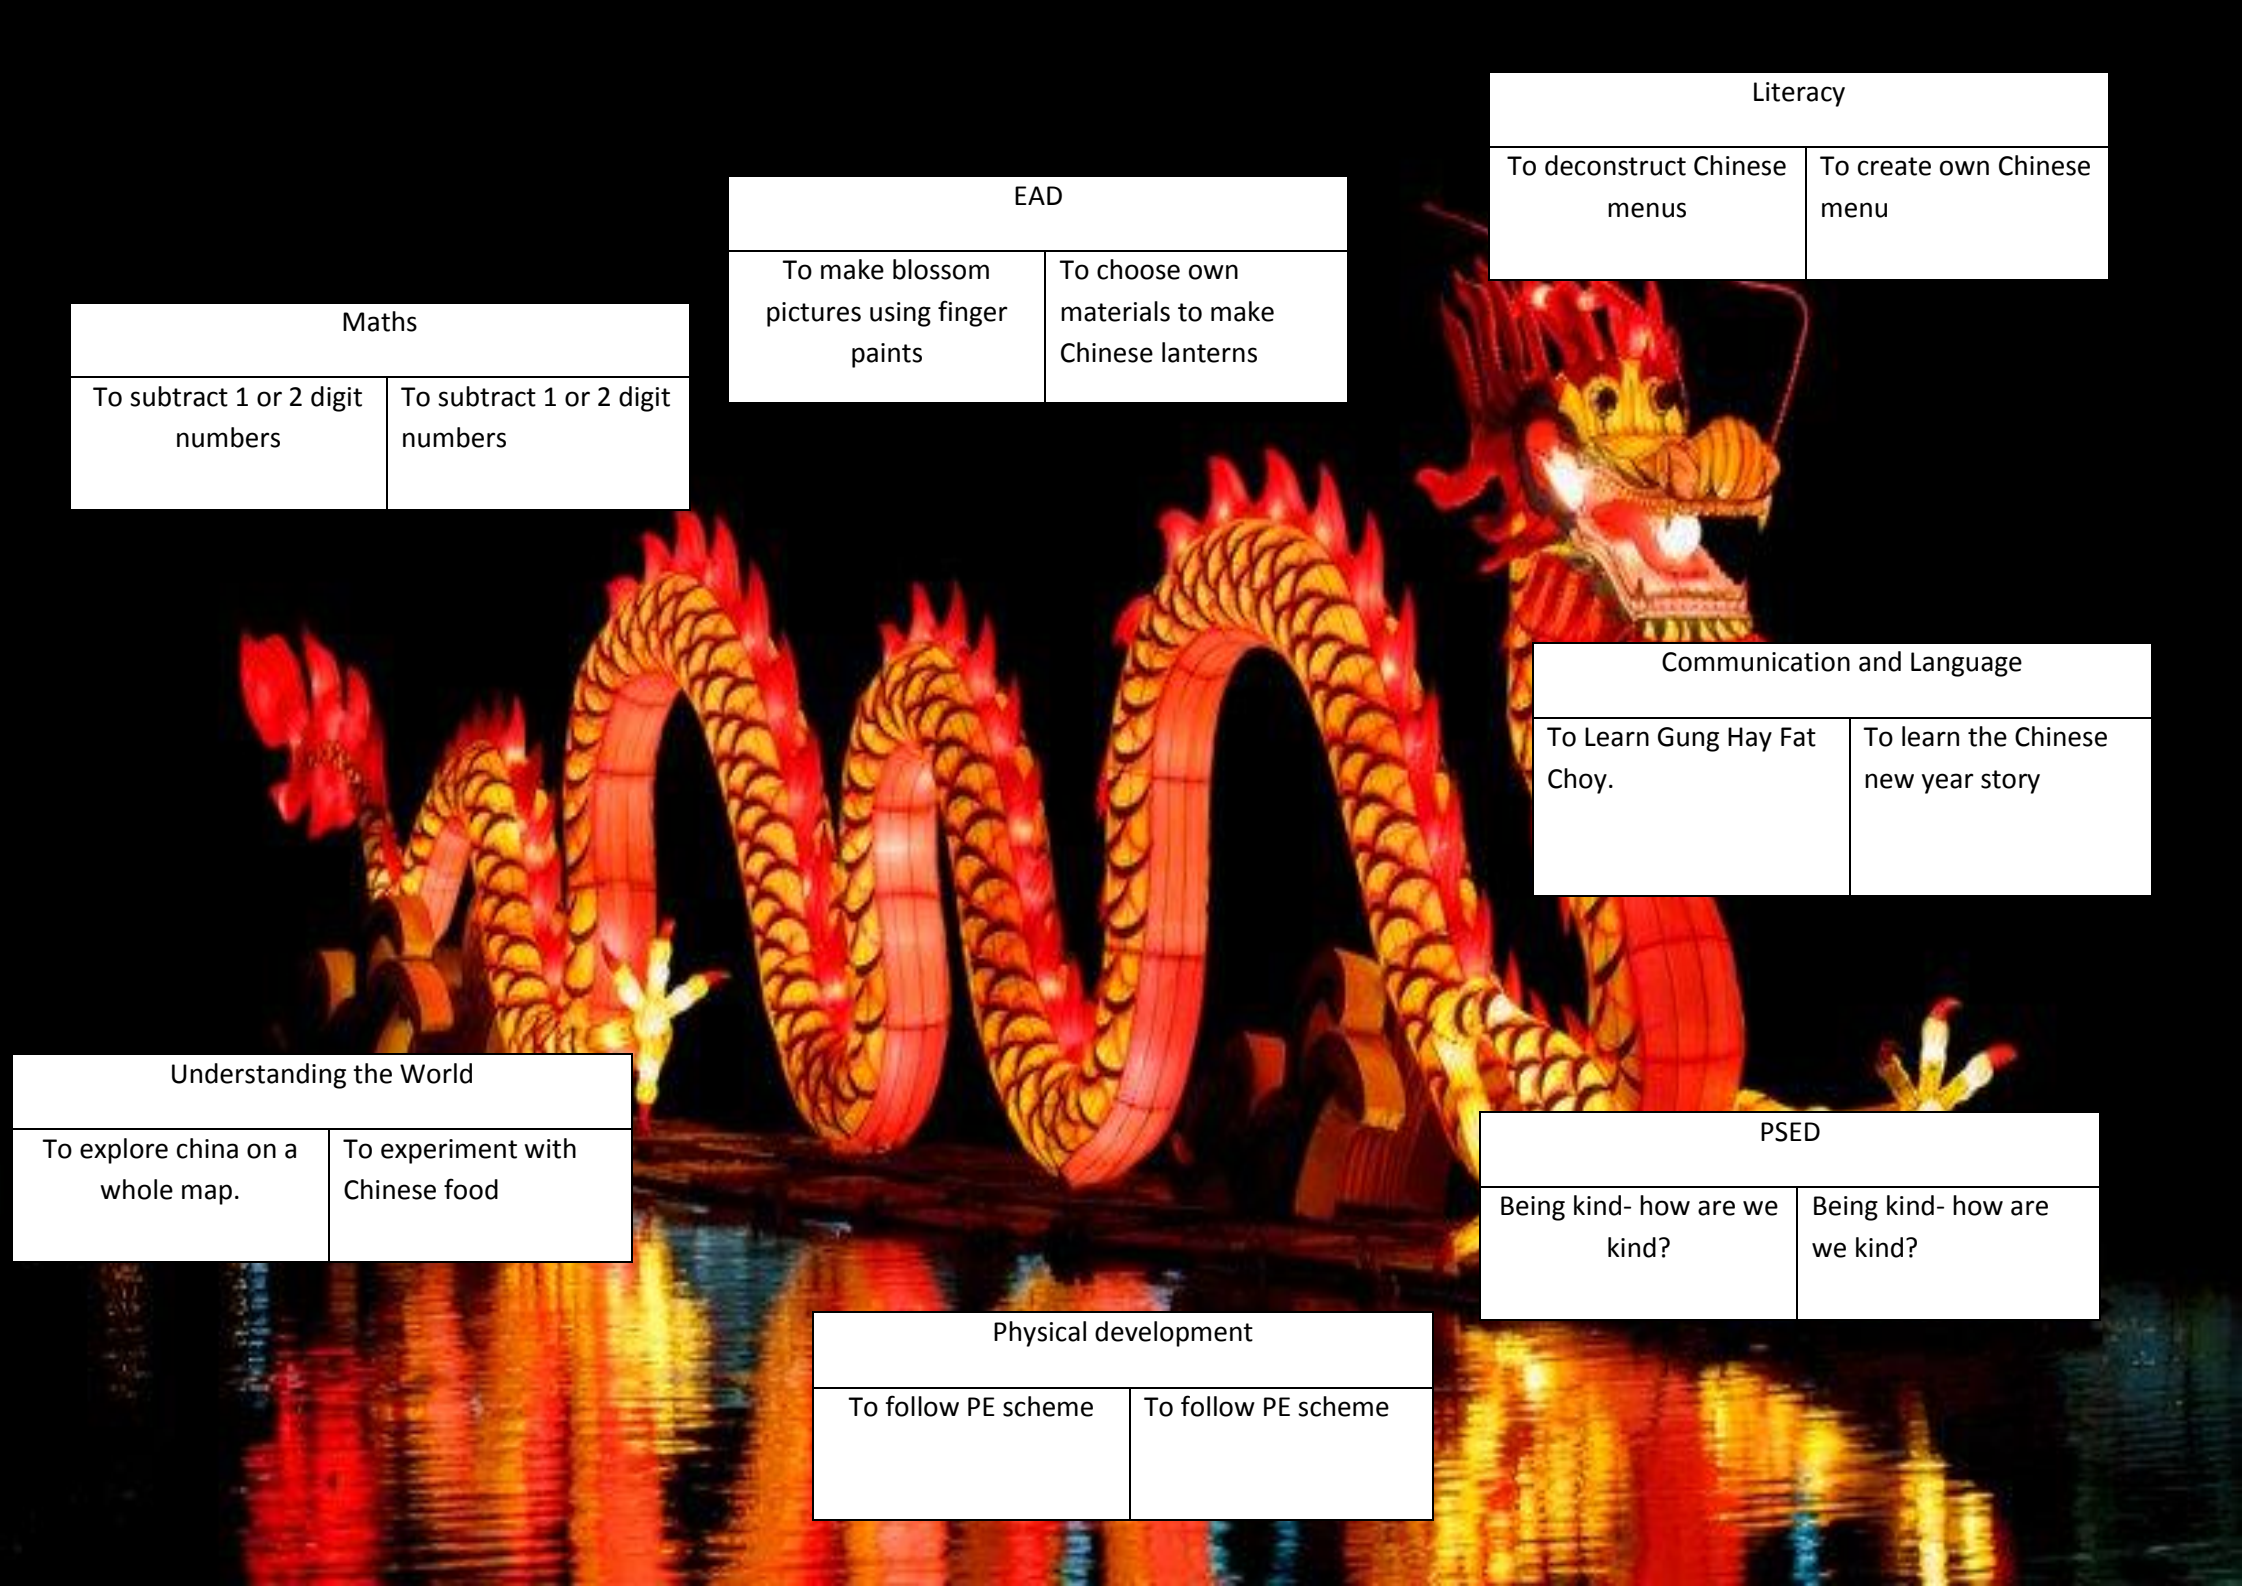 Literacy
To deconstruct Chinese
menus
To create own Chinese
menu
EAD
To make blossom
pictures using finger
paints
To choose own
materials to make
Chinese lanterns
Maths
To subtract 1 or 2 digit
numbers
To subtract 1 or 2 digit
numbers
Communication and Language
To Learn Gung Hay Fat
Choy.
To learn the Chinese
new year story
Understanding the World
To explore china on a
whole map.
To experiment with
Chinese food
PSED
Being kind- how are we
kind?
Being kind- how are
we kind?
Physical development
To follow PE scheme
To follow PE scheme